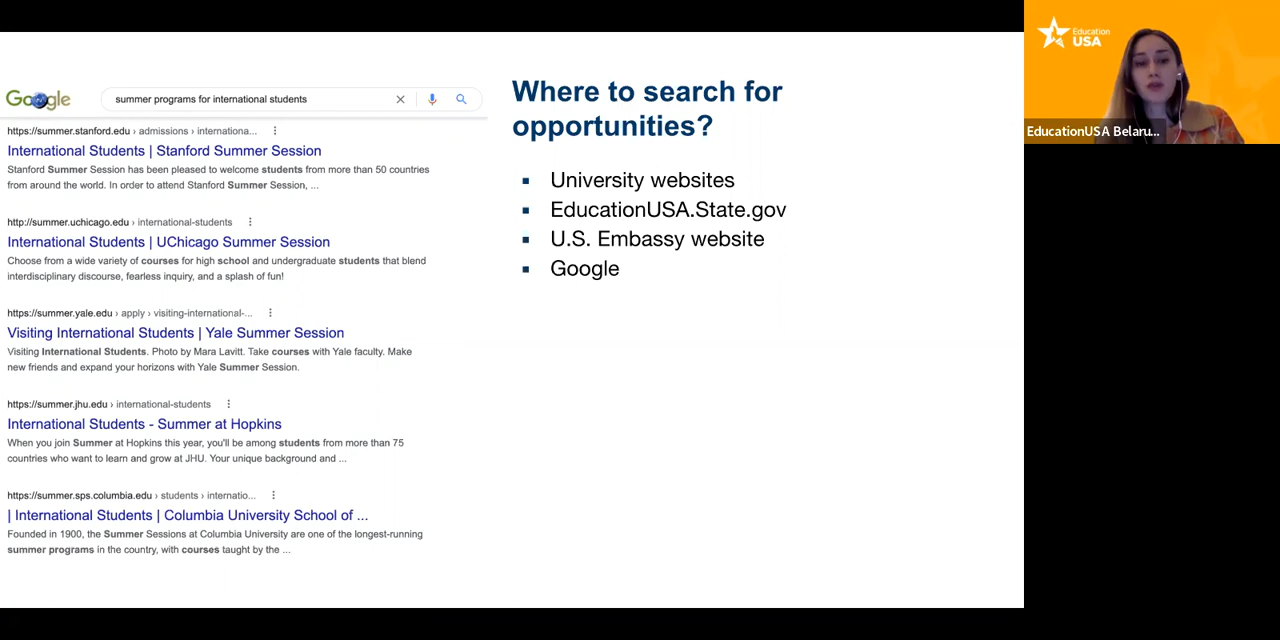 Google
summer programs for international students
https://summer.stanford.edu › admissions › internationa...
International Students | Stanford Summer Session
Stanford Summer Session has been pleased to welcome students from more than 50 countries
from around the world. In order to attend Stanford Summer Session, ...
http://summer.uchicago.edu › international-students
International Students | UChicago Summer Session
Choose from a wide variety of courses for high school and undergraduate students that blend
interdisciplinary discourse, fearless inquiry, and a splash of fun!
https://summer.yale.edu › apply › visiting-international-...
Visiting International Students | Yale Summer Session
Visiting International Students. Photo by Mara Lavitt. Take courses with Yale faculty. Make
new friends and expand your horizons with Yale Summer Session.
https://summer.jhu.edu › international-students
International Students - Summer at Hopkins
When you join Summer at Hopkins this year, you'll be among students from more than 75
countries who want to learn and grow at JHU. Your unique background and ...
https://summer.sps.columbia.edu › students › internatio...
| International Students | Columbia University School of ...
Founded in 1900, the Summer Sessions at Columbia University are one of the longest-running
summer programs in the country, with courses taught by the ...
Where to search for
opportunities?
University websites
EducationUSA.State.gov
U.S. Embassy website
Google
Education
USA
EducationUSA Belaru...